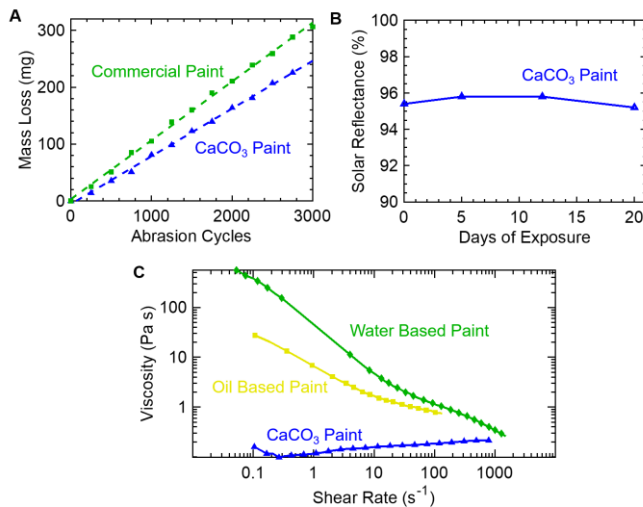 A
300
200
100
0
Mass Loss (mg)
Commercial Paint
CaCO₃ Paint
0
1000
2000
3000
Abrasion Cycles
B
100
98
96
94
92
90
Solar Reflectance (%)
CaCO₃ Paint
0
5
10
15
20
Days of Exposure
C
100
10
1
Viscosity (Pa s)
Water Based Paint
Oil Based Paint
CaCO₃ Paint
0.1
1
10
100
1000
Shear Rate (s⁻¹)